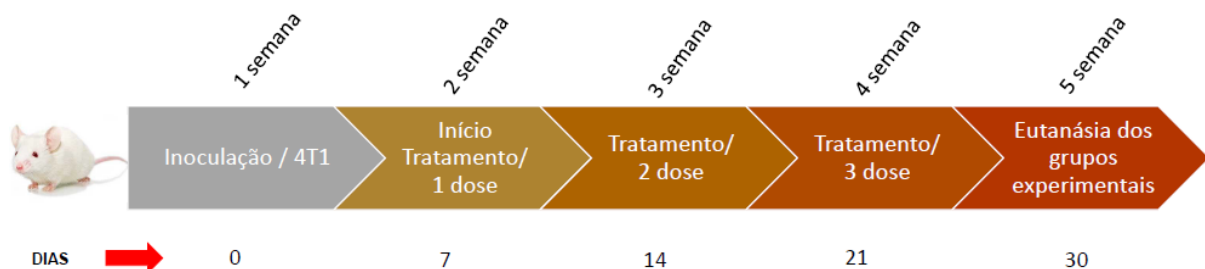 1 semana
2 semana
3 semana
4 semana
5 semana
Inoculação / 4T1
Início
Tratamento/
1 dose
Tratamento/
2 dose
Tratamento/
3 dose
Eutanásia dos
grupos
experimentais
DIAS
0
7
14
21
30